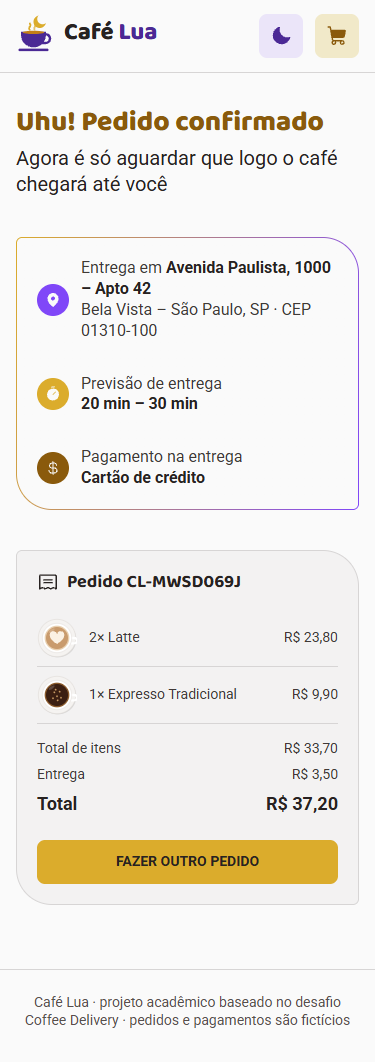 Café Lua
Uhu! Pedido confirmado
Agora é só aguardar que logo o café
chegará até você
Entrega em Avenida Paulista, 1000
– Apto 42
Bela Vista – São Paulo, SP · CEP
01310-100
Previsão de entrega
20 min – 30 min
Pagamento na entrega
Cartão de crédito
Pedido CL-MWSD069J
2× Latte R$ 23,80
1× Expresso Tradicional R$ 9,90
Total de itens R$ 33,70
Entrega R$ 3,50
Total R$ 37,20
FAZER OUTRO PEDIDO
Café Lua · projeto acadêmico baseado no desafio
Coffee Delivery · pedidos e pagamentos são fictícios